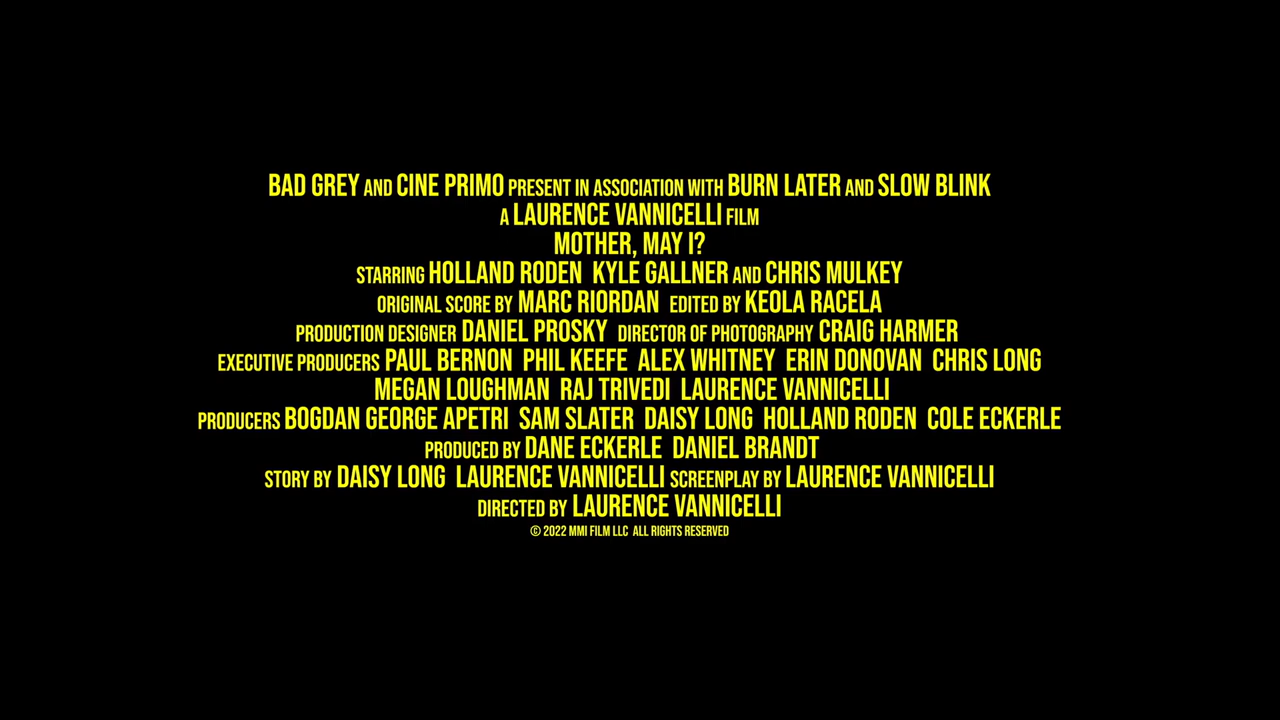 BAD GREY AND CINE PRIMO PRESENT IN ASSOCIATION WITH BURN LATER AND SLOW BLINK
A LAURENCE VANNICELLI FILM
MOTHER, MAY I?
STARRING HOLLAND RODEN KYLE GALLNER AND CHRIS MULKEY
ORIGINAL SCORE BY MARC RIORDAN EDITED BY KEOLA RACELA
PRODUCTION DESIGNER DANIEL PROSKY DIRECTOR OF PHOTOGRAPHY CRAIG HARMER
EXECUTIVE PRODUCERS PAUL BERNON PHIL KEEFE ALEX WHITNEY ERIN DONOVAN CHRIS LONG
MEGAN LOUGHMAN RAJ TRIVEDI LAURENCE VANNICELLI
PRODUCERS BOGDAN GEORGE APETRI SAM SLATER DAISY LONG HOLLAND RODEN COLE ECKERLE
PRODUCED BY DANE ECKERLE DANIEL BRANDT
STORY BY DAISY LONG LAURENCE VANNICELLI SCREENPLAY BY LAURENCE VANNICELLI
DIRECTED BY LAURENCE VANNICELLI
© 2022 MMI FILM LLC ALL RIGHTS RESERVED